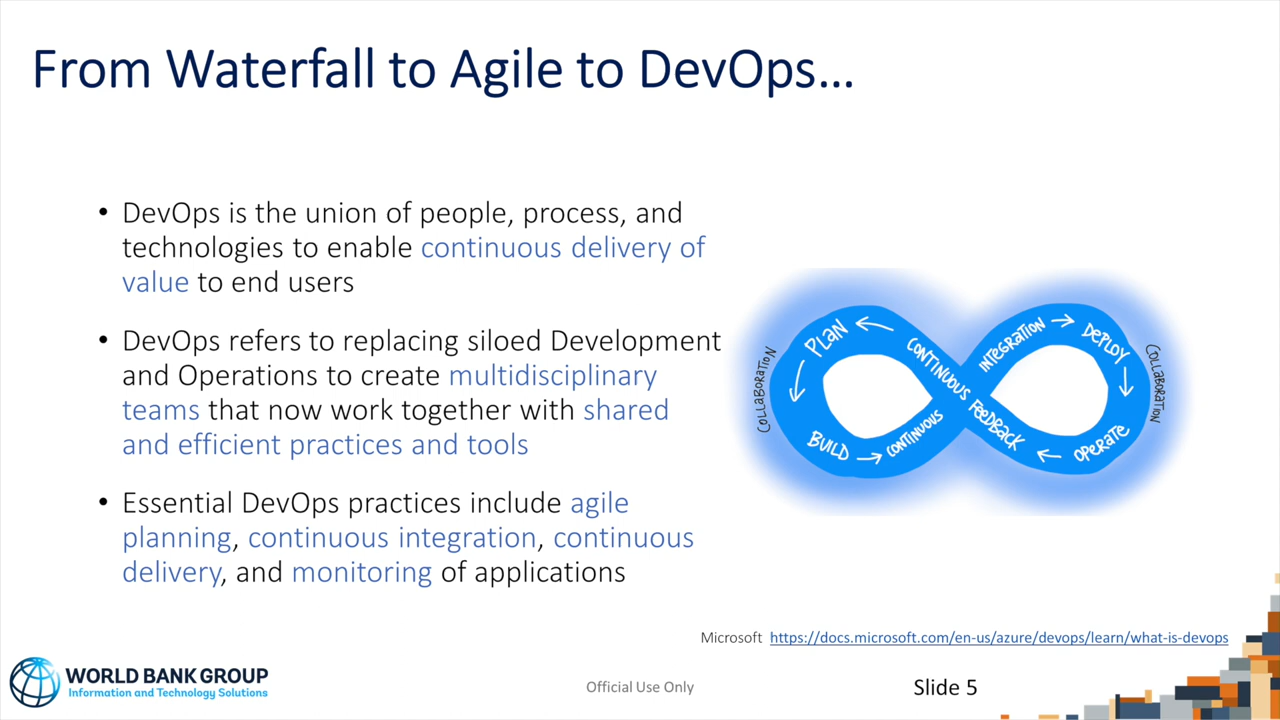 From Waterfall to Agile to DevOps...
• DevOps is the union of people, process, and
technologies to enable continuous delivery of
value to end users
• DevOps refers to replacing siloed Development
and Operations to create multidisciplinary
teams that now work together with shared
and efficient practices and tools
• Essential DevOps practices include agile
planning, continuous integration, continuous
delivery, and monitoring of applications
COLLABORATION
PLAN
BUILD
CONTINUOUS
INTEGRATION
DEPLOY
OPERATE
CONTINUOUS FEEDBACK
COLLABORATION
Microsoft https://docs.microsoft.com/en-us/azure/devops/learn/what-is-devops
WORLD BANK GROUP
Information and Technology Solutions
Official Use Only
Slide 5